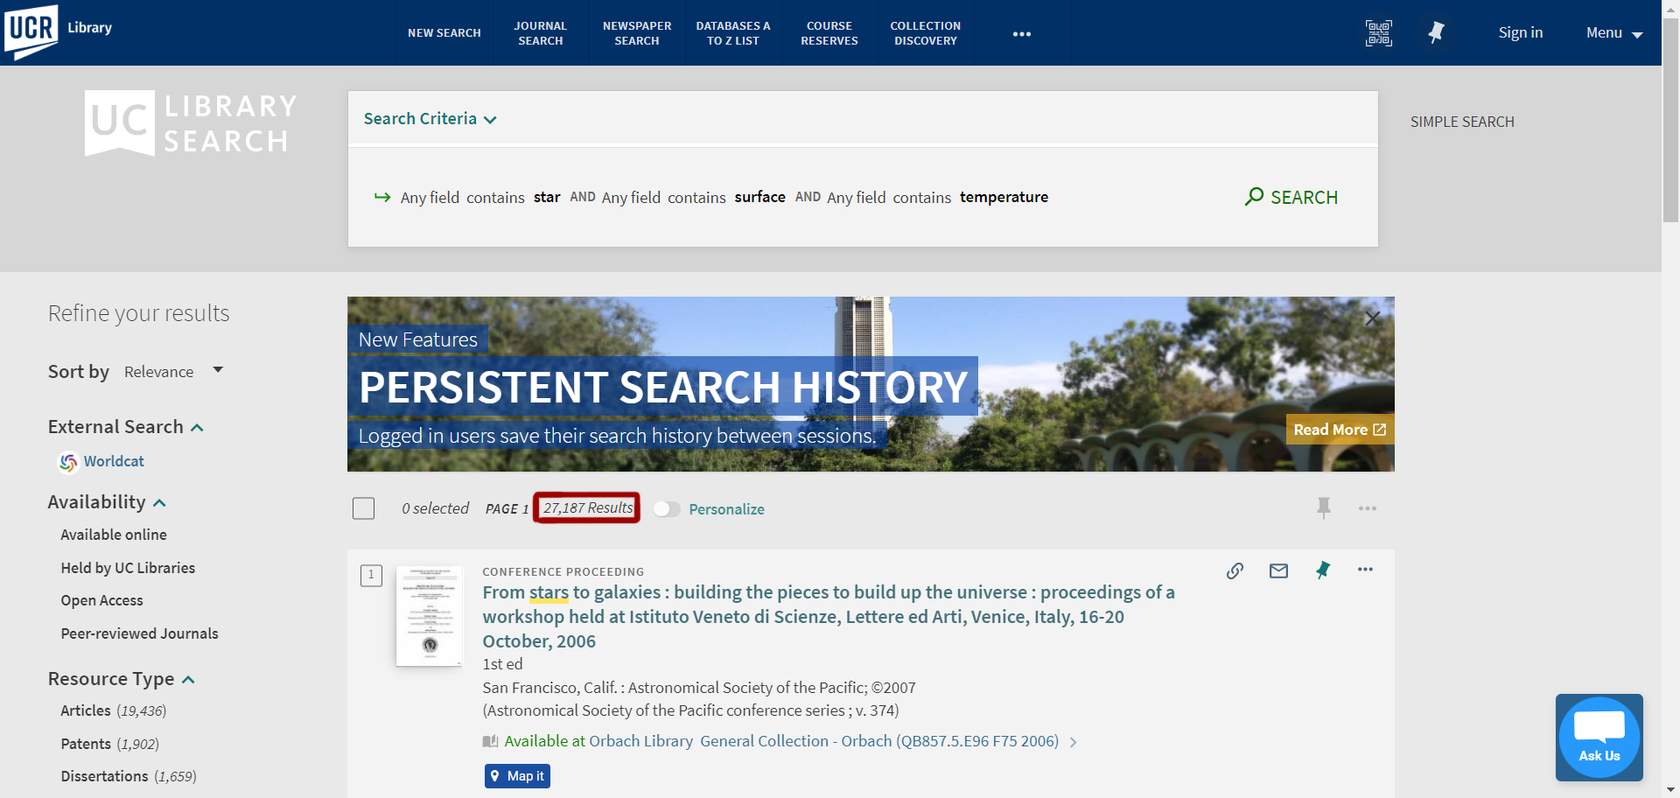 UCR Library
NEW SEARCH
JOURNAL SEARCH
NEWSPAPER SEARCH
DATABASES A TO Z LIST
COURSE RESERVES
COLLECTION DISCOVERY
Sign in
Menu
UC LIBRARY SEARCH
Search Criteria
SIMPLE SEARCH
Any field contains star AND Any field contains surface AND Any field contains temperature
SEARCH
Refine your results
Sort by Relevance
External Search
Worldcat
Availability
Available online
Held by UC Libraries
Open Access
Peer-reviewed Journals
Resource Type
Articles (19,436)
Patents (1,902)
Dissertations (1,659)
New Features
PERSISTENT SEARCH HISTORY
Logged in users save their search history between sessions.
Read More
0 selected PAGE 1 27,187 Results Personalize
1
CONFERENCE PROCEEDING
From stars to galaxies : building the pieces to build up the universe : proceedings of a
workshop held at Istituto Veneto di Scienze, Lettere ed Arti, Venice, Italy, 16-20
October, 2006
1st ed
San Francisco, Calif. : Astronomical Society of the Pacific; ©2007
(Astronomical Society of the Pacific conference series ; v. 374)
Available at Orbach Library General Collection - Orbach (QB857.5.E96 F75 2006)
Map it
Ask Us